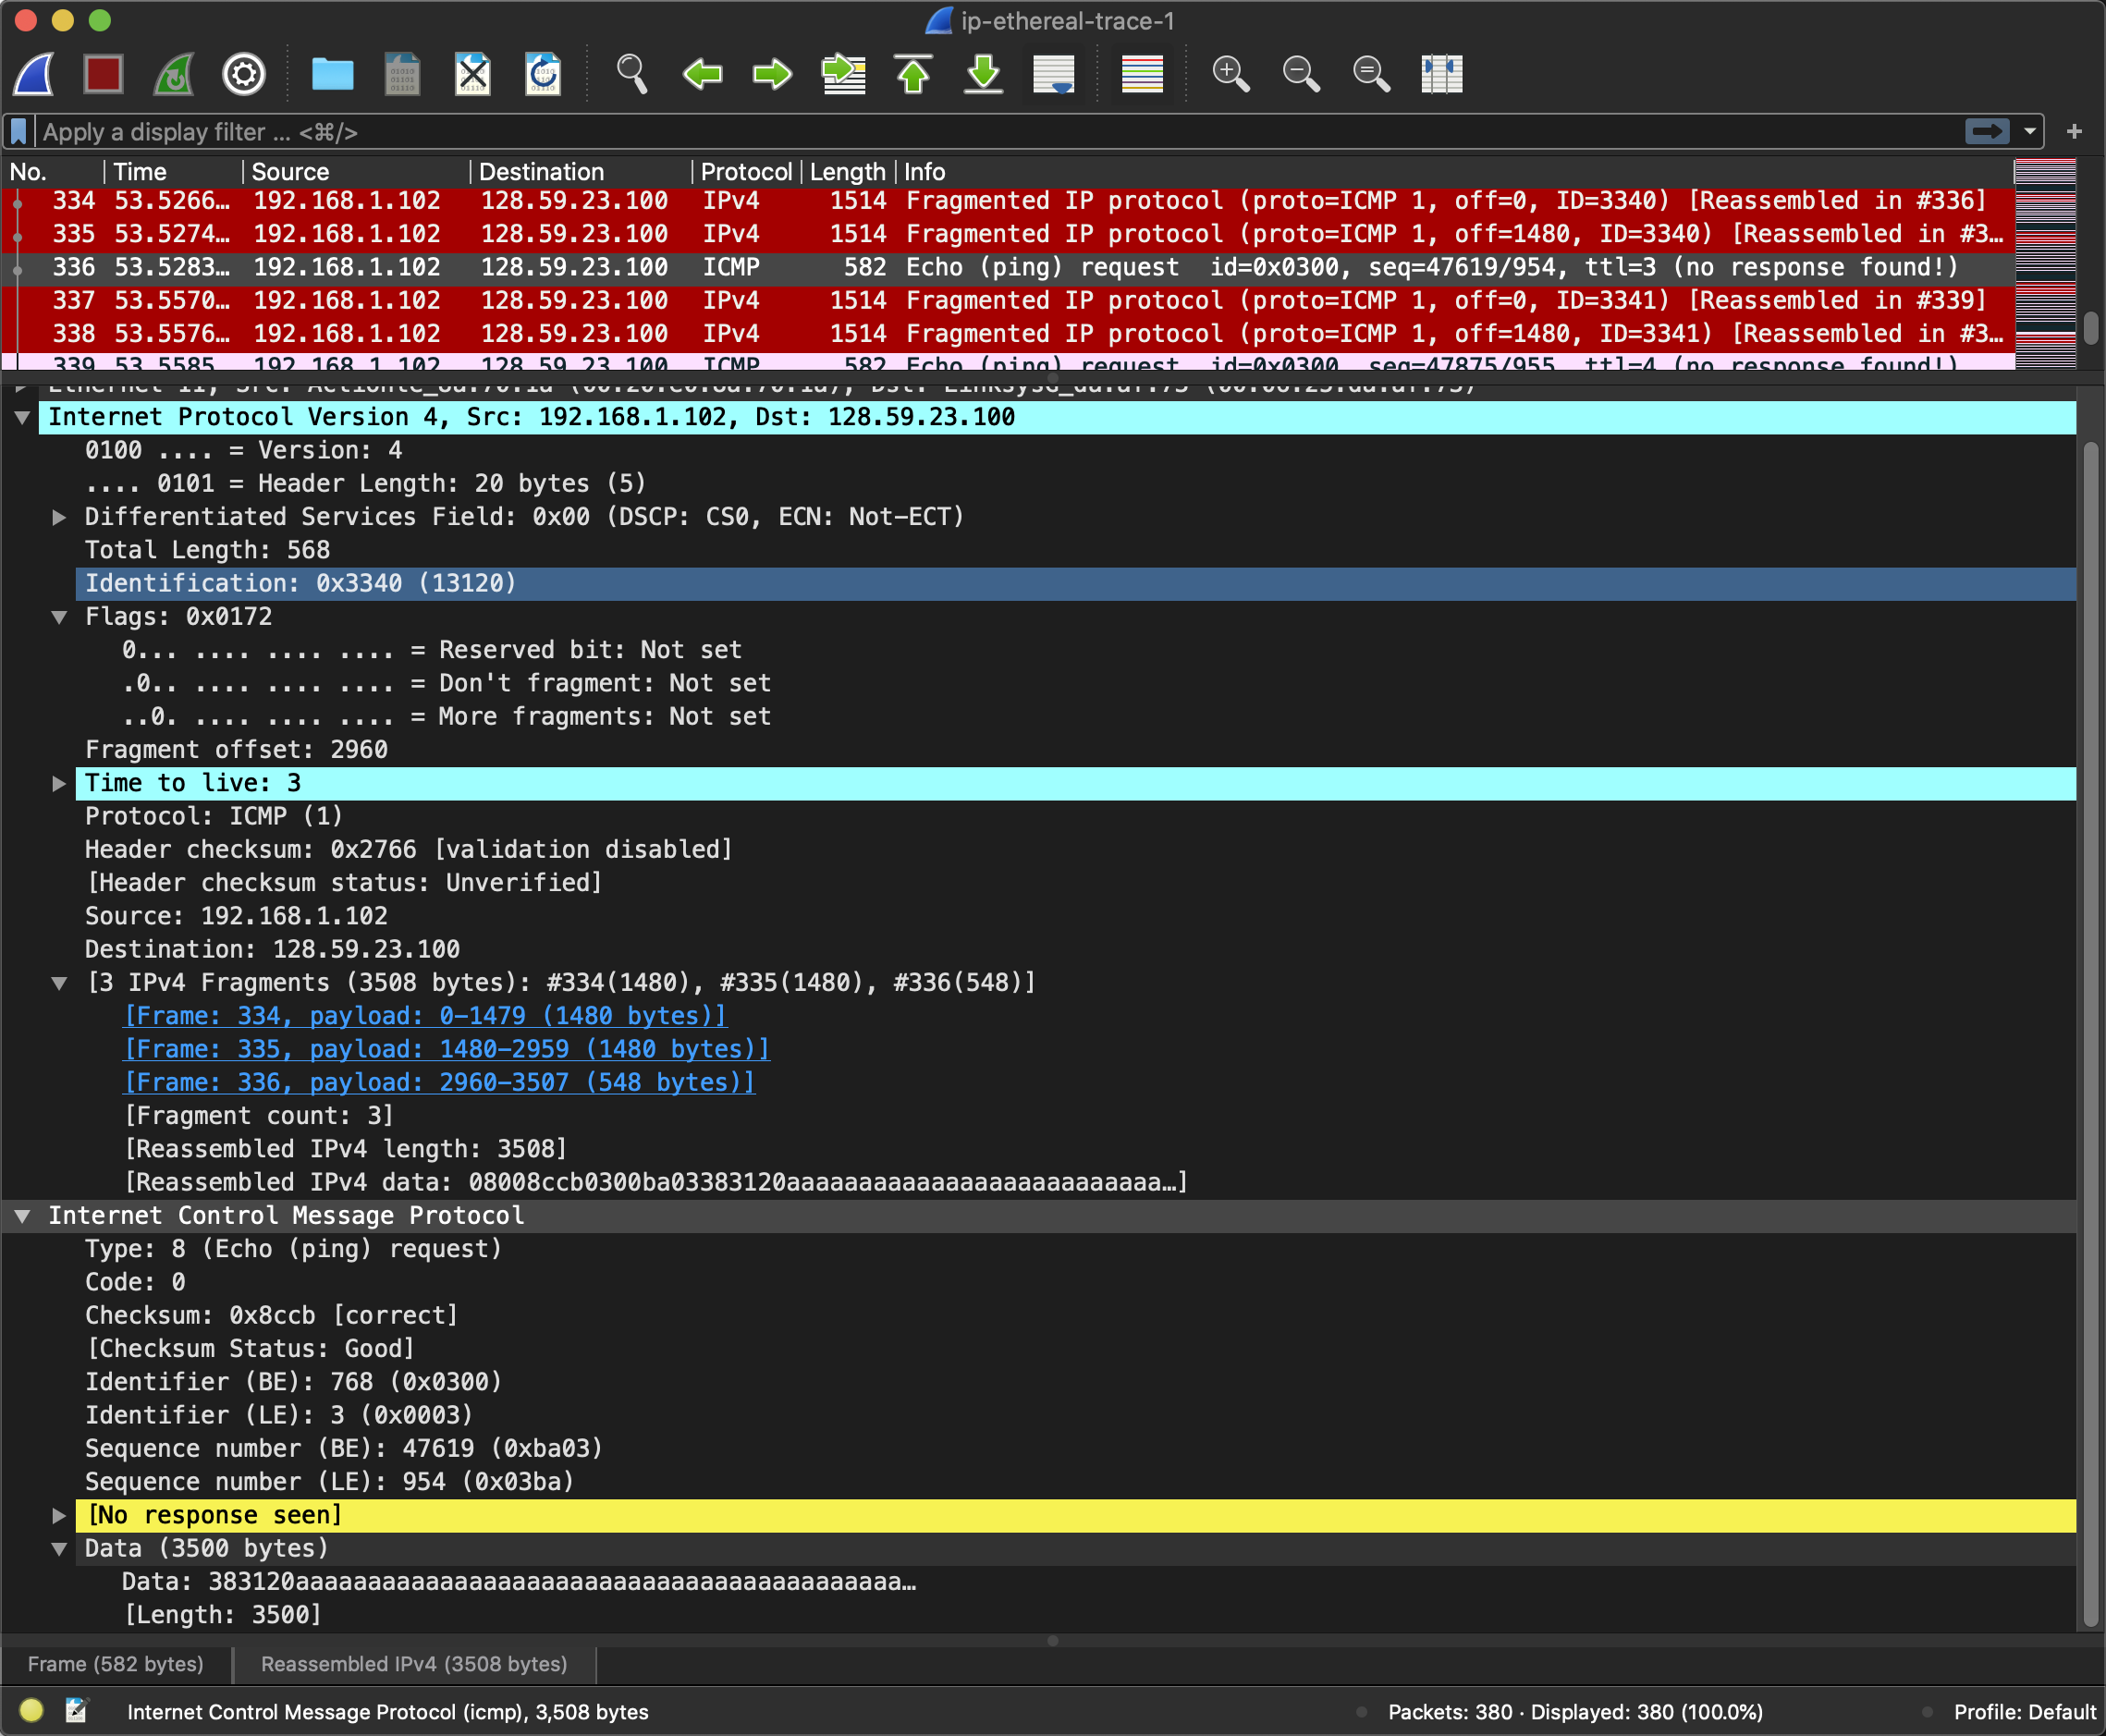 ip-ethereal-trace-1
Apply a display filter ... <⌘/>
No. Time Source Destination Protocol Length Info
334 53.5266… 192.168.1.102 128.59.23.100 IPv4 1514 Fragmented IP protocol (proto=ICMP 1, off=0, ID=3340) [Reassembled in #336]
335 53.5274… 192.168.1.102 128.59.23.100 IPv4 1514 Fragmented IP protocol (proto=ICMP 1, off=1480, ID=3340) [Reassembled in #3…
336 53.5283… 192.168.1.102 128.59.23.100 ICMP 582 Echo (ping) request id=0x0300, seq=47619/954, ttl=3 (no response found!)
337 53.5570… 192.168.1.102 128.59.23.100 IPv4 1514 Fragmented IP protocol (proto=ICMP 1, off=0, ID=3341) [Reassembled in #339]
338 53.5576… 192.168.1.102 128.59.23.100 IPv4 1514 Fragmented IP protocol (proto=ICMP 1, off=1480, ID=3341) [Reassembled in #3…
339 53.5585… 192.168.1.102 128.59.23.100 ICMP 582 Echo (ping) request id=0x0300, seq=47875/955, ttl=4 (no response found!)
Ethernet II, Src: Dst:
Internet Protocol Version 4, Src: 192.168.1.102, Dst: 128.59.23.100
0100 .... = Version: 4
.... 0101 = Header Length: 20 bytes (5)
Differentiated Services Field: 0x00 (DSCP: CS0, ECN: Not-ECT)
Total Length: 568
Identification: 0x3340 (13120)
Flags: 0x0172
0... .... .... .... = Reserved bit: Not set
.0.. .... .... .... = Don't fragment: Not set
..0. .... .... .... = More fragments: Not set
Fragment offset: 2960
Time to live: 3
Protocol: ICMP (1)
Header checksum: 0x2766 [validation disabled]
[Header checksum status: Unverified]
Source: 192.168.1.102
Destination: 128.59.23.100
[3 IPv4 Fragments (3508 bytes): #334(1480), #335(1480), #336(548)]
[Frame: 334, payload: 0-1479 (1480 bytes)]
[Frame: 335, payload: 1480-2959 (1480 bytes)]
[Frame: 336, payload: 2960-3507 (548 bytes)]
[Fragment count: 3]
[Reassembled IPv4 length: 3508]
[Reassembled IPv4 data: 08008ccb0300ba03383120aaaaaaaaaaaaaaaaaaaaaaaaaa…]
Internet Control Message Protocol
Type: 8 (Echo (ping) request)
Code: 0
Checksum: 0x8ccb [correct]
[Checksum Status: Good]
Identifier (BE): 768 (0x0300)
Identifier (LE): 3 (0x0003)
Sequence number (BE): 47619 (0xba03)
Sequence number (LE): 954 (0x03ba)
[No response seen]
Data (3500 bytes)
Data: 383120aaaaaaaaaaaaaaaaaaaaaaaaaaaaaaaaaaaaaaaaaa…
[Length: 3500]
Frame (582 bytes) Reassembled IPv4 (3508 bytes)
Internet Control Message Protocol (icmp), 3,508 bytes Packets: 380 · Displayed: 380 (100.0%) Profile: Default